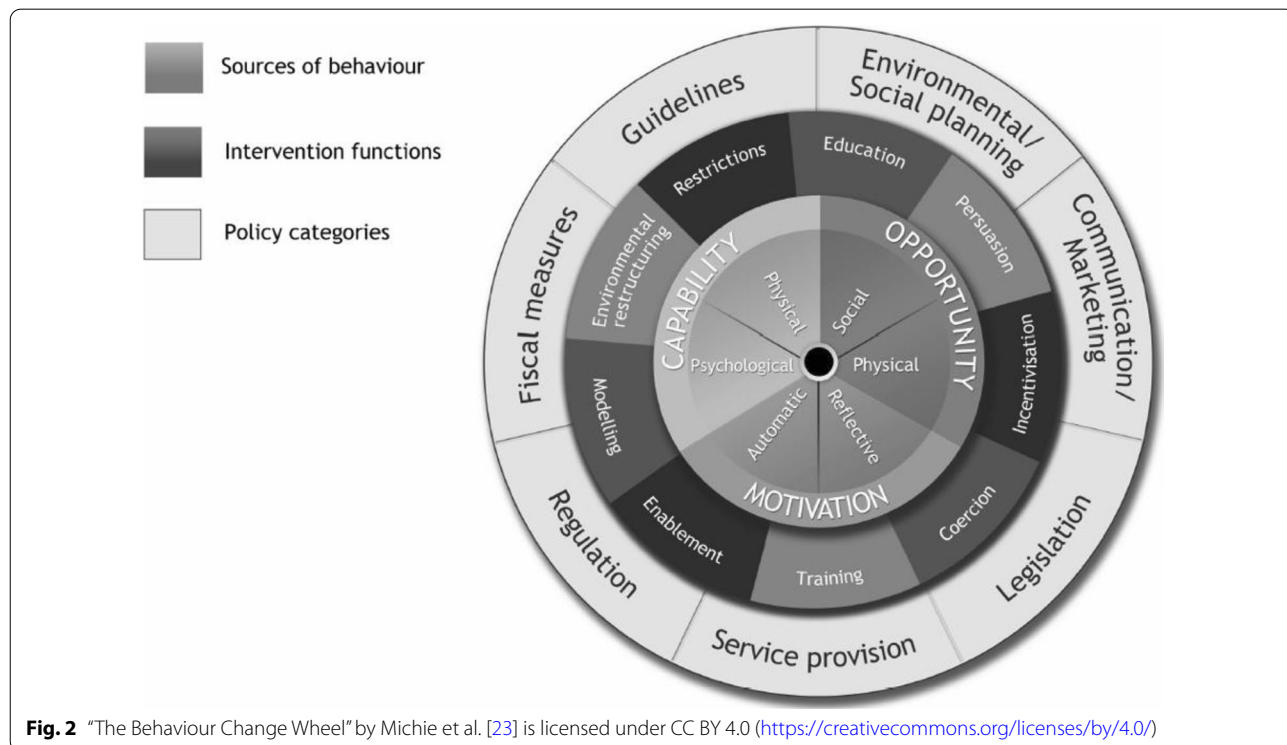 Sources of behaviour
Intervention functions
Policy categories
Guidelines
Environmental/
Social planning
Communication/
Marketing
Legislation
Service provision
Regulation
Fiscal measures
Restrictions
Education
Persuasion
Incentivisation
Coercion
Training
Enablement
Modelling
Environmental
restructuring
CAPABILITY
OPPORTUNITY
MOTIVATION
Physical
Social
Physical
Reflective
Automatic
Psychological
Fig. 2 “The Behaviour Change Wheel” by Michie et al. [23] is licensed under CC BY 4.0 (https://creativecommons.org/licenses/by/4.0/)